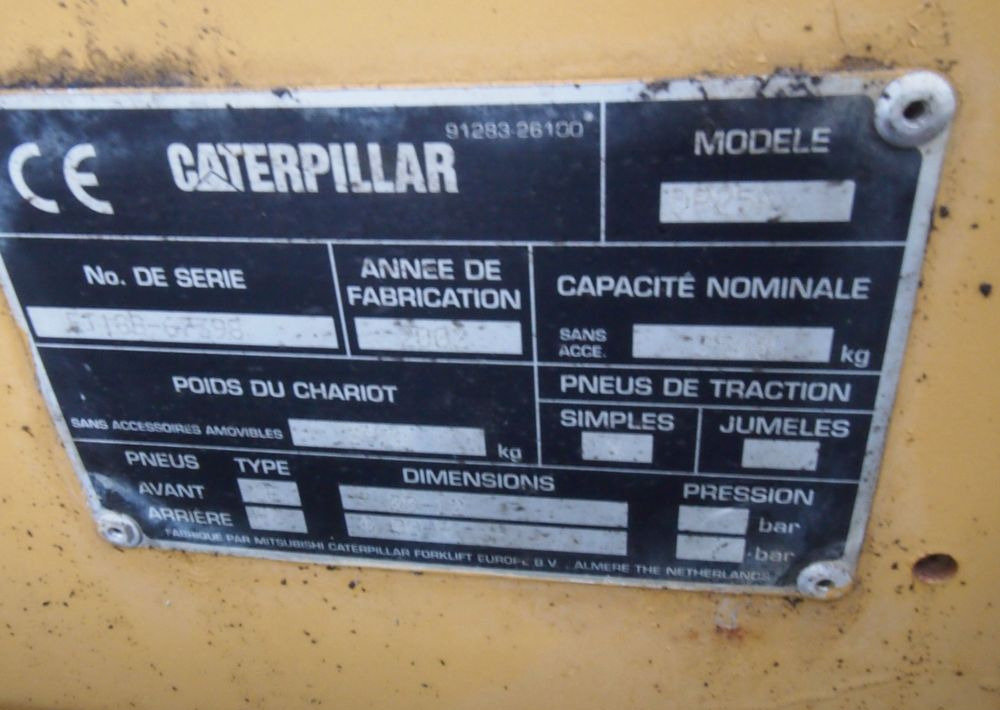 CE CATERPILLAR 91283-26100
MODELE
No. DE SERIE
ANNEE DE
FABRICATION
2002
CAPACITÉ NOMINALE
SANS
ACCE.
kg
POIDS DU CHARIOT
SANS ACCESSOIRES AMOVIBLES
kg
PNEUS DE TRACTION
SIMPLES
JUMELES
PNEUS TYPE DIMENSIONS PRESSION
AVANT bar
ARRIÈRE bar
FABRIQUE PAR MITSUBISHI CATERPILLAR FORKLIFT EUROPE B.V. ALMERE THE NETHERLANDS